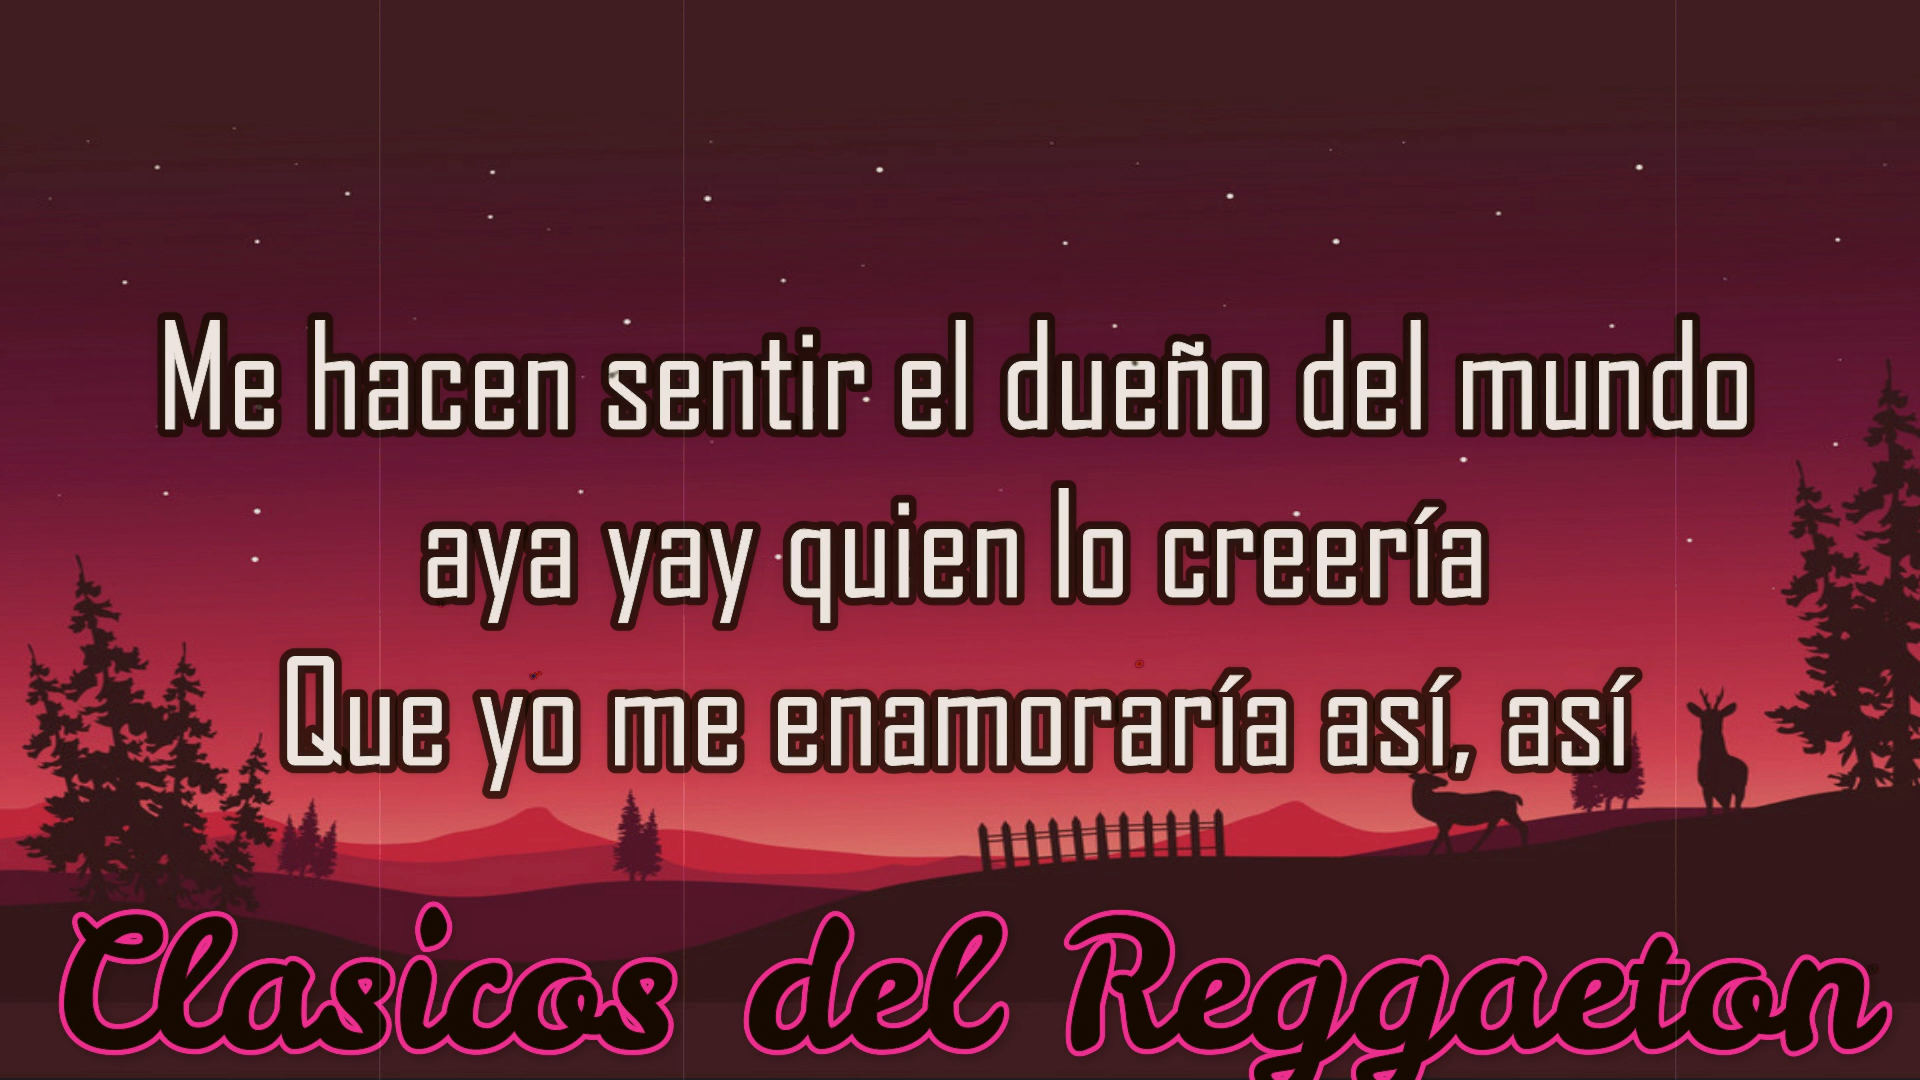 Me hacen sentir el dueño del mundo
aya yay quien lo creería
Que yo me enamoraría así, así
Clasicos del Reggaeton